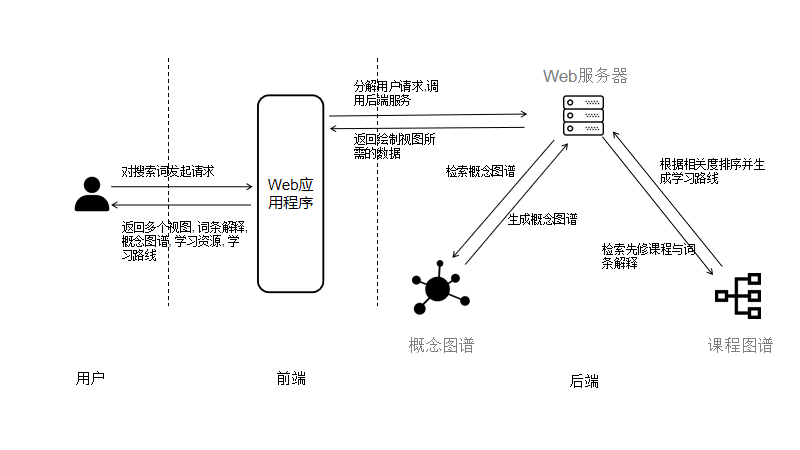 Web服务器
分解用户请求,调
用后端服务
返回绘制视图所
需的数据
对搜索词发起请求
Web应
用程序
返回多个视图, 词条解释,
概念图谱, 学习资源, 学
习路线
检索概念图谱
生成概念图谱
根据相关度排序并生
成学习路线
检索先修课程与词
条解释
概念图谱
课程图谱
用户
前端
后端